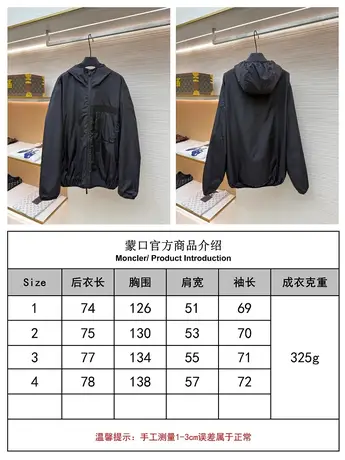 蒙口官方商品介绍
Moncler/ Product Introduction
Size 后衣长 胸围 肩宽 袖长 成衣克重
1 74 126 51 69
2 75 130 53 70
3 77 134 55 71
4 78 138 57 72
325g
温馨提示：手工测量1-3cm误差属于正常